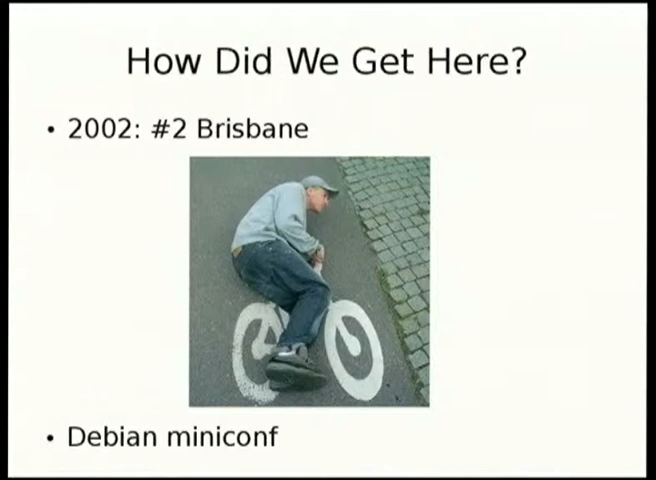 How Did We Get Here?
• 2002: #2 Brisbane
• Debian miniconf